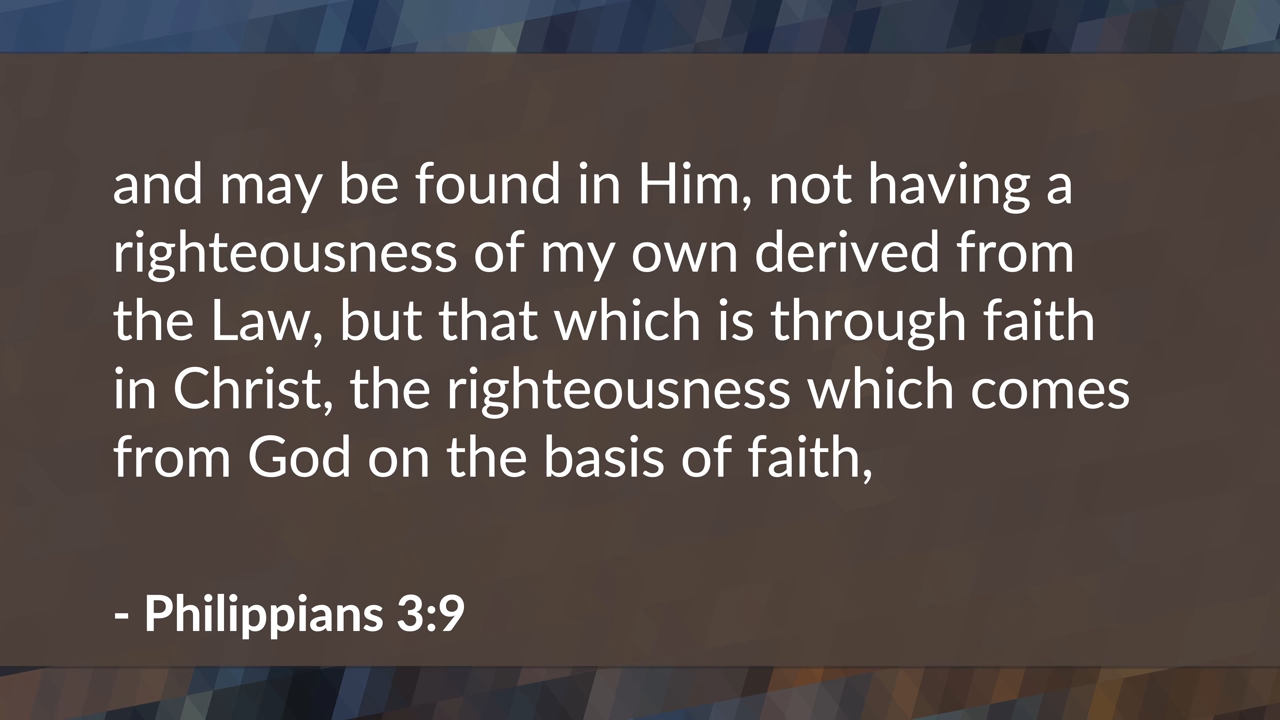 and may be found in Him, not having a
righteousness of my own derived from
the Law, but that which is through faith
in Christ, the righteousness which comes
from God on the basis of faith,
- Philippians 3:9